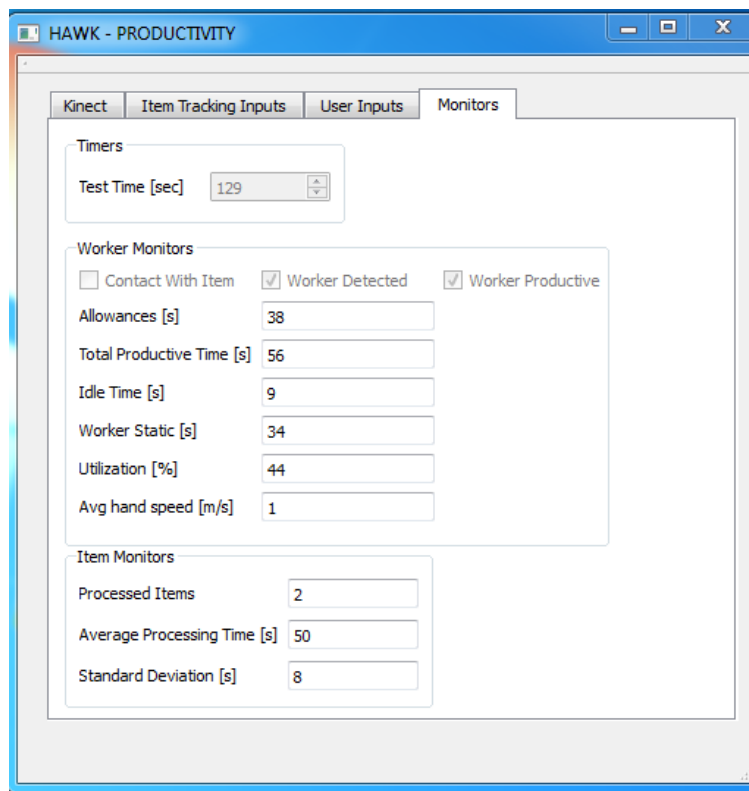 HAWK - PRODUCTIVITY
Kinect Item Tracking Inputs User Inputs Monitors
Timers
Test Time [sec] 129
Worker Monitors
Contact With Item Worker Detected Worker Productive
Allowances [s] 38
Total Productive Time [s] 56
Idle Time [s] 9
Worker Static [s] 34
Utilization [%] 44
Avg hand speed [m/s] 1
Item Monitors
Processed Items 2
Average Processing Time [s] 50
Standard Deviation [s] 8